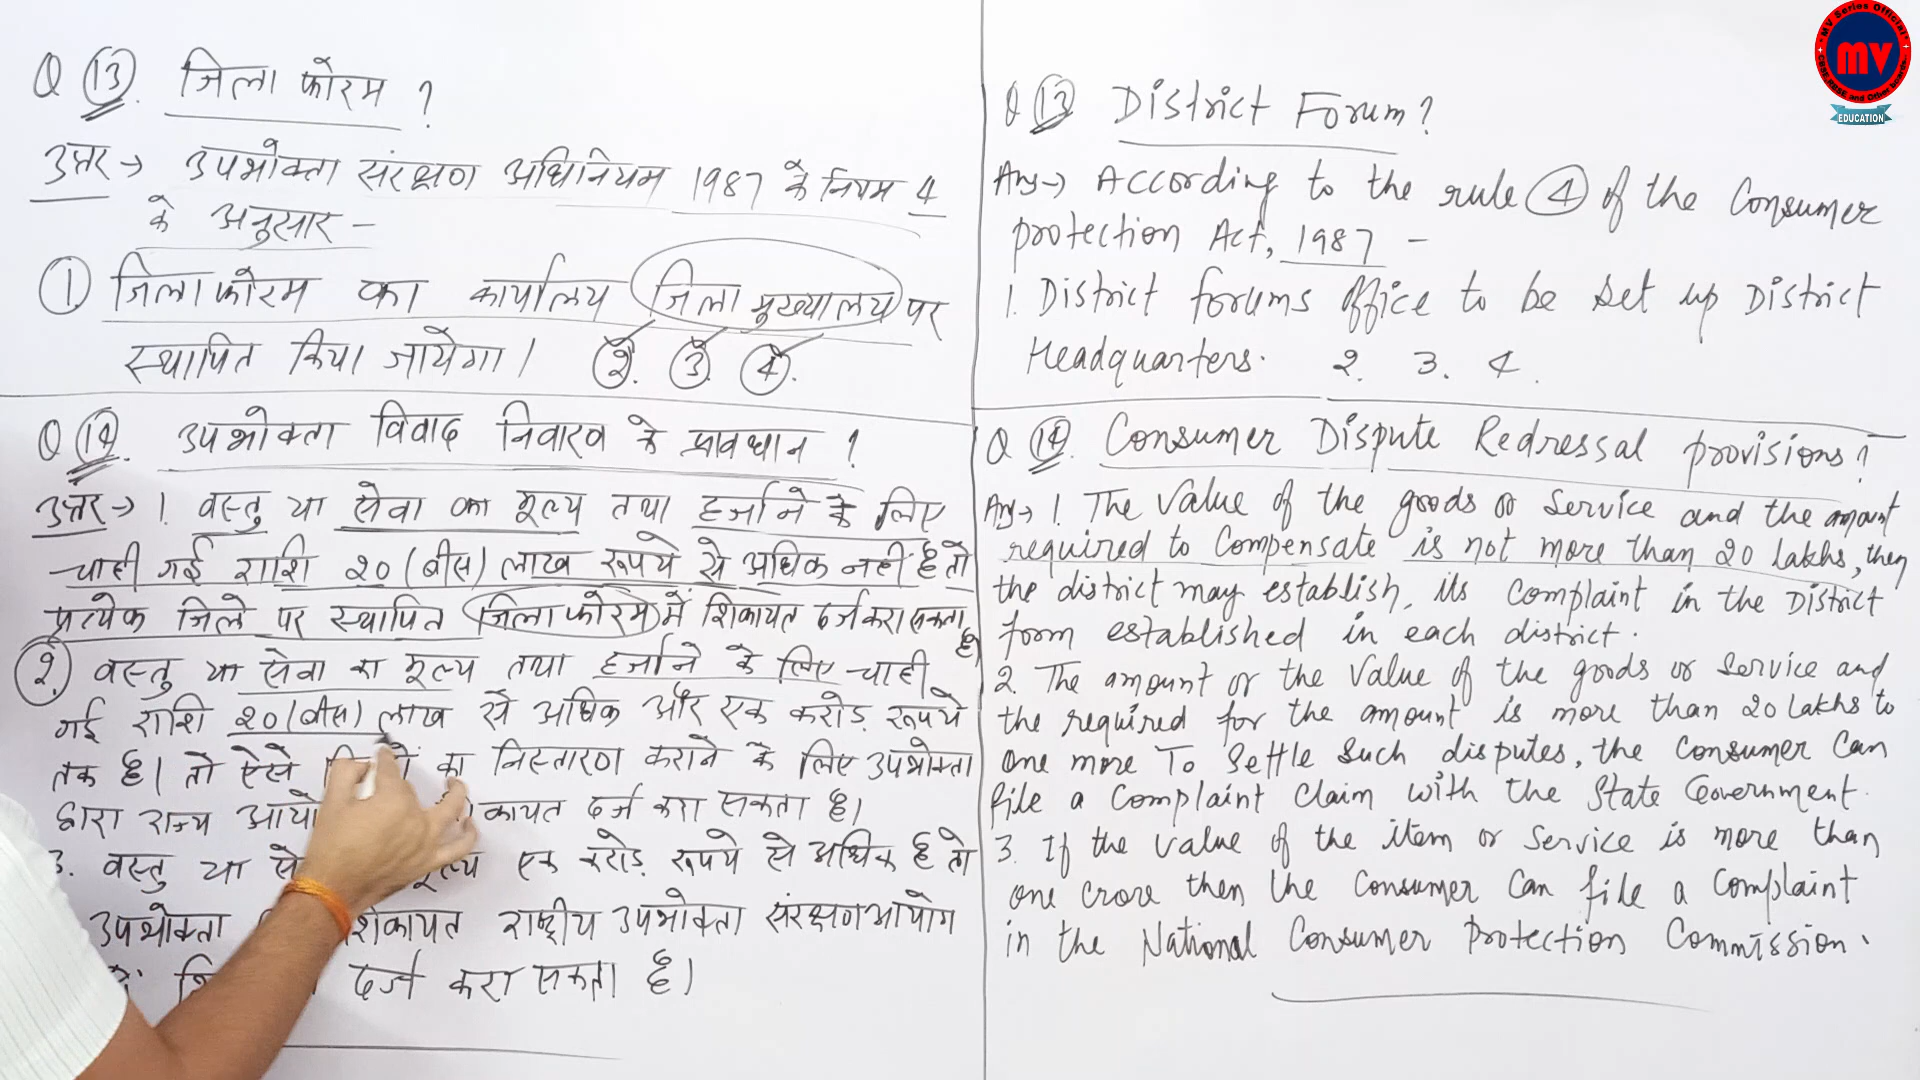 Q 13. जिला फोरम ?
उत्तर → उपभोक्ता संरक्षण अधिनियम 1987 के नियम 4
के अनुसार –
1. जिला फोरम का कार्यालय जिला मुख्यालय पर
स्थापित किया जायेगा। 2. 3. 4.
Q 14. उपभोक्ता विवाद निवारव के प्रावधान ?
उत्तर → 1. वस्तु या सेवा का मूल्य तथा हर्जाने के लिए
चाही गई राशि 20 (बीस) लाख रूपये से अधिक नहीं है तो
प्रत्येक जिले पर स्थापित जिला फोरम में शिकायत दर्ज करा सकता
है।
2. वस्तु या सेवा का मूल्य तथा हर्जाने के लिए चाही
गई राशि 20 (बीस) लाख से अधिक और एक करोड़ रूपये
तक है। तो ऐसे का निस्तारण कराने के लिए उपभोक्ता
द्वारा राज्य दर्ज करा सकता है।
3. वस्तु या मूल्य एक करोड़ रूपये से अधिक है तो
उपभोक्ता शिकायत राष्ट्रीय उपभोक्ता संरक्षण आयोग
दर्ज करा सकता है।
Q 13 District Forum?
Ans → According to the rule 4 of the Consumer
protection Act, 1987 –
1. District forums office to be set up District
Headquarters. 2. 3. 4.
Q 14. Consumer Dispute Redressal provisions?
Ans → 1. The Value of the goods or Service and the amount
required to Compensate is not more than 20 lakhs, then
the district may establish, its Complaint in the District
form established in each district.
2. The amount or the Value of the goods or Service and
the required for the amount is more than 20 Lakhs to
one more To Settle Such disputes, the Consumer Can
file a Complaint Claim with the State Government.
3. If the value of the item or Service is more than
one crore then the Consumer Can file a Complaint
in the National Consumer Protection Commission.
MV Series Official
MV
CBSE, UBSE and Other boards
EDUCATION